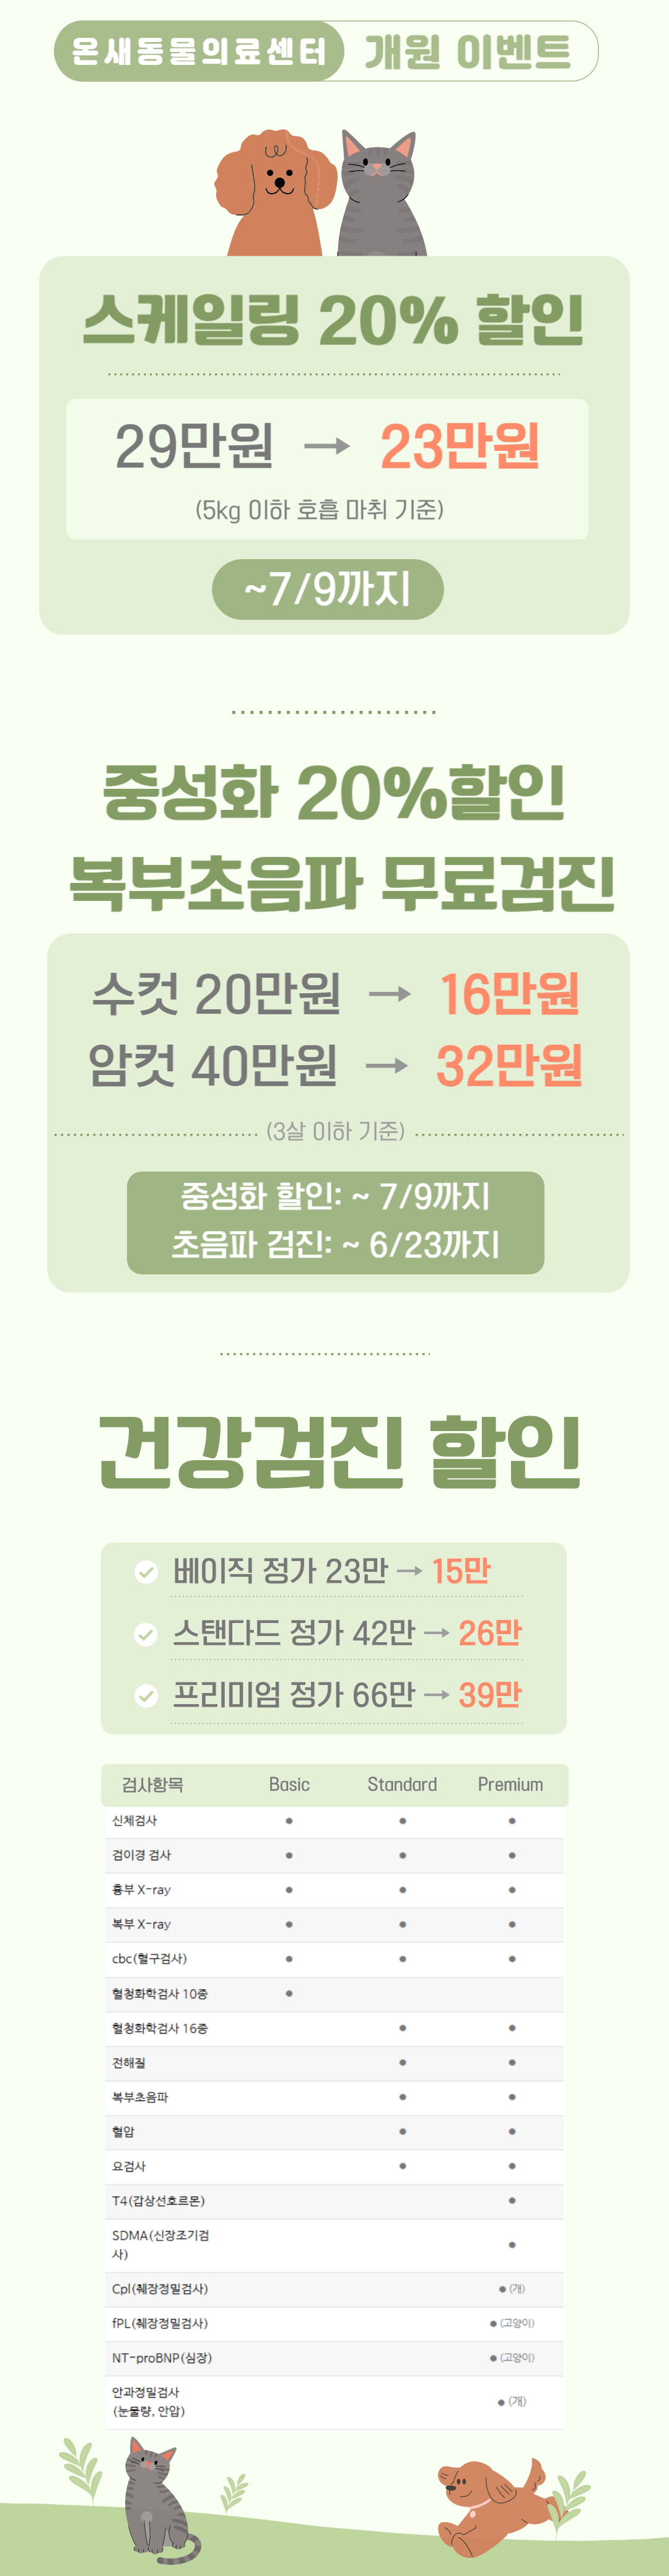 온새동물의료센터 개원 이벤트
스케일링 20% 할인
29만원 → 23만원
(5kg 이하 호흡 마취 기준)
~7/9까지
중성화 20%할인
복부초음파 무료검진
수컷 20만원 → 16만원
암컷 40만원 → 32만원
(3살 이하 기준)
중성화 할인: ~ 7/9까지
초음파 검진: ~ 6/23까지
건강검진 할인
베이직 정가 23만 → 15만
스탠다드 정가 42만 → 26만
프리미엄 정가 66만 → 39만
검사항목 Basic Standard Premium
신체검사 ● ● ●
검이경 검사 ● ● ●
흉부 X-ray ● ● ●
복부 X-ray ● ● ●
cbc(혈구검사) ● ● ●
혈청화학검사 10종 ●
혈청화학검사 16종 ● ●
전해질 ● ●
복부초음파 ● ●
혈압 ● ●
요검사 ● ●
T4(갑상선호르몬) ●
SDMA(신장조기검
사) ●
Cpl(췌장정밀검사) ● (개)
fPL(췌장정밀검사) ● (고양이)
NT-proBNP(심장) ● (고양이)
안과정밀검사
(눈물량, 안압) ● (개)